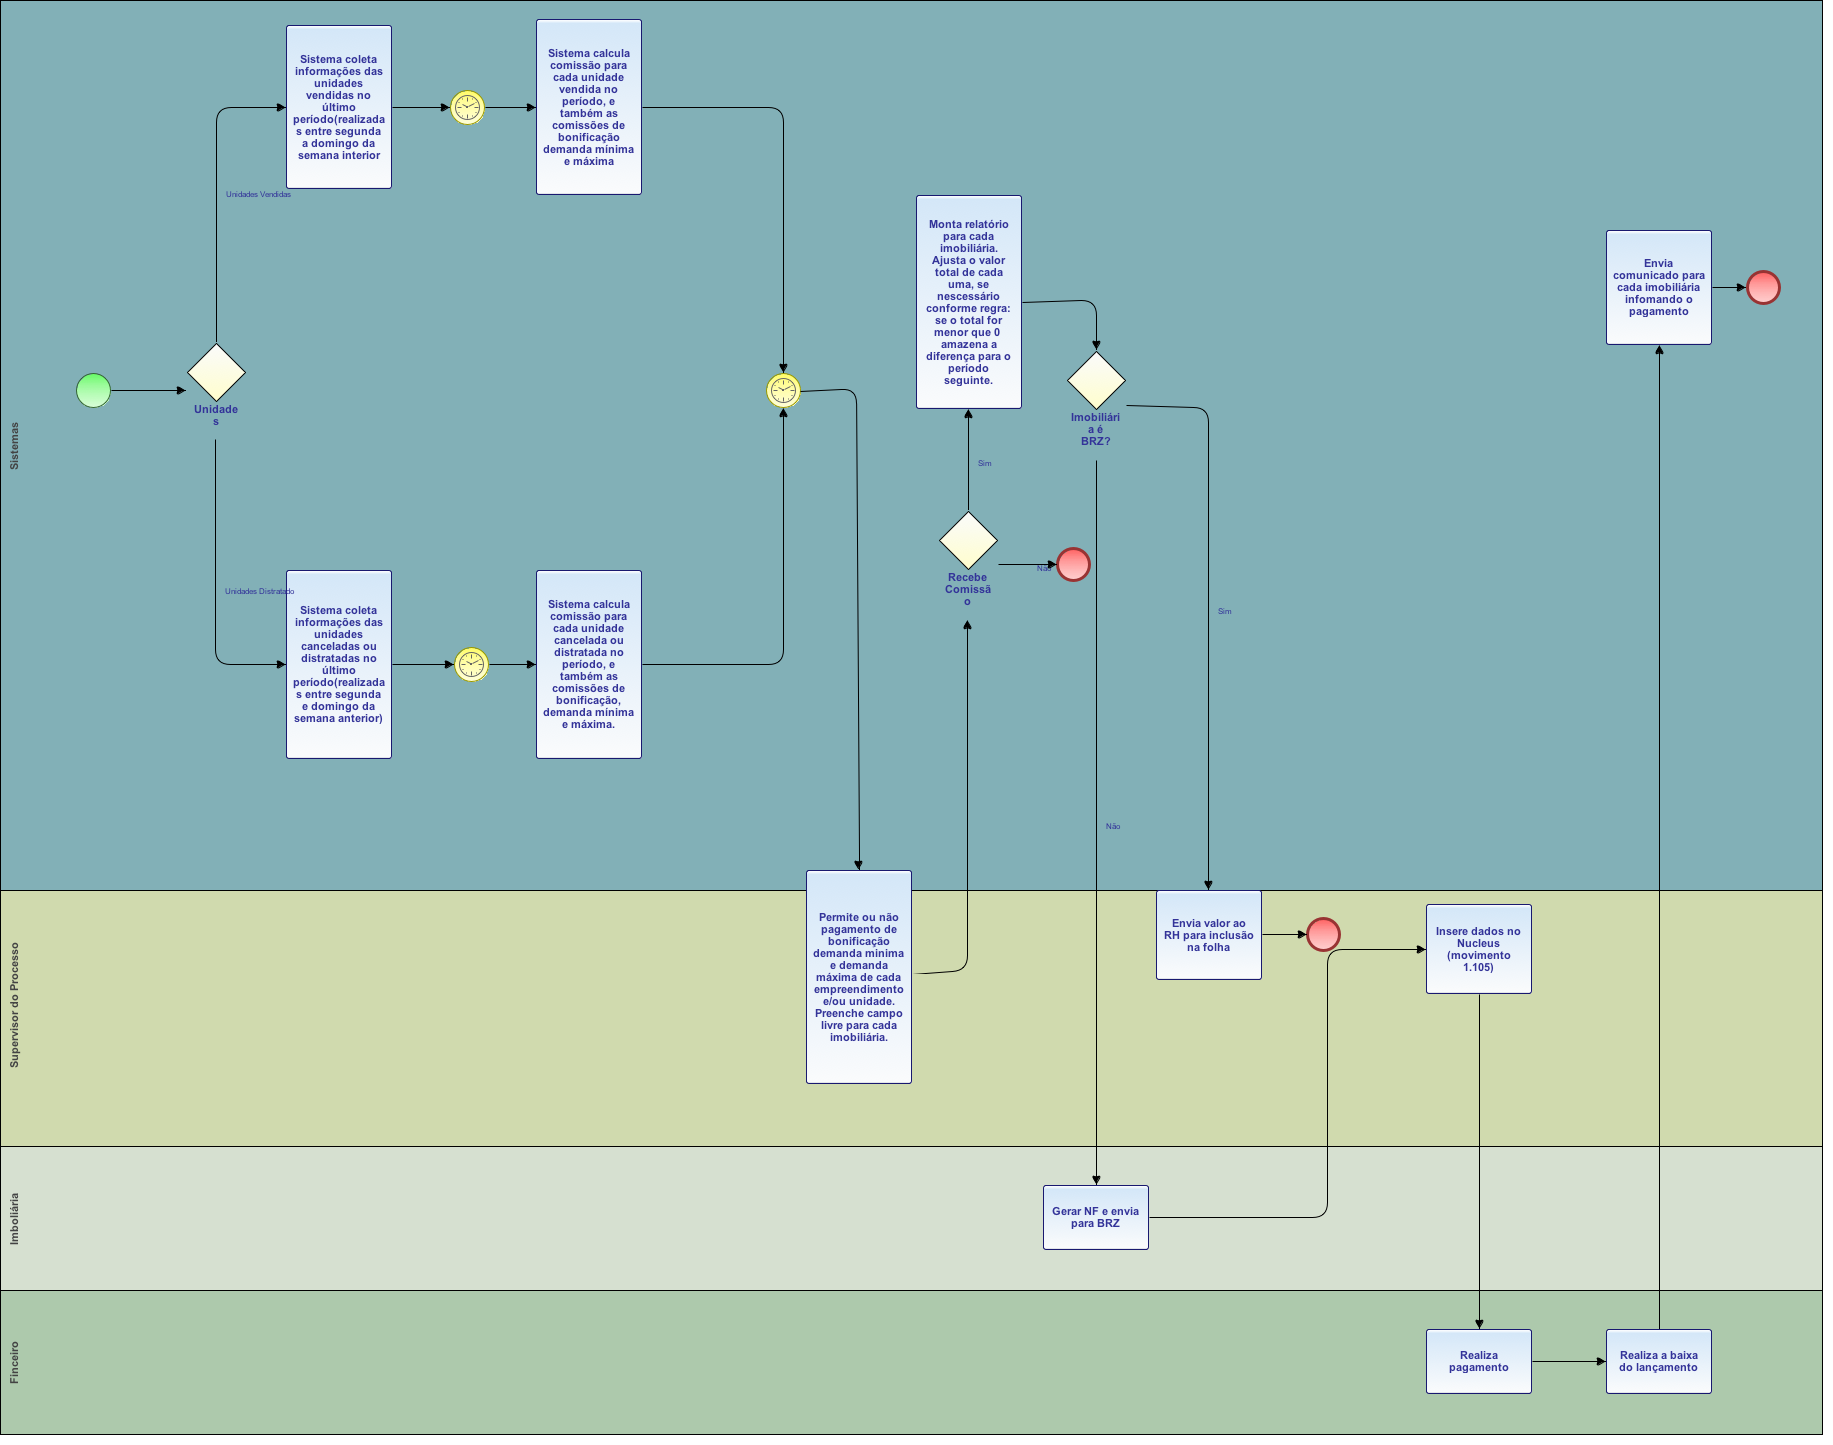 Sistemas
Sistema coleta
informações das
unidades
vendidas no
último
período(realizada
s entre segunda
a domingo da
semana interior
Sistema calcula
comissão para
cada unidade
vendida no
período, e
também as
comissões de
bonificação
demanda mínima
e máxima
Unidades Vendidas
Unidade
s
Unidades Distratado
Sistema coleta
informações das
unidades
canceladas ou
distratadas no
último
período(realizada
s entre segunda
e domingo da
semana anterior)
Sistema calcula
comissão para
cada unidade
cancelada ou
distratada no
período, e
também as
comissões de
bonificação,
demanda mínima
e máxima.
Monta relatório
para cada
imobiliária.
Ajusta o valor
total de cada
uma, se
nescessário
conforme regra:
se o total for
menor que 0
amazena a
diferença para o
período
seguinte.
Imobiliári
a é
BRZ?
Sim
Recebe
Comissã
o
Não
Sim
Não
Envia
comunicado para
cada imobiliária
infomando o
pagamento
Supervisor do Processo
Permite ou não
pagamento de
bonificação
demanda mínima
e demanda
máxima de cada
empreendimento
e/ou unidade.
Preenche campo
livre para cada
imobiliária.
Envia valor ao
RH para inclusão
na folha
Insere dados no
Nucleus
(movimento
1.105)
Imboliária
Gerar NF e envia
para BRZ
Finceiro
Realiza
pagamento
Realiza a baixa
do lançamento